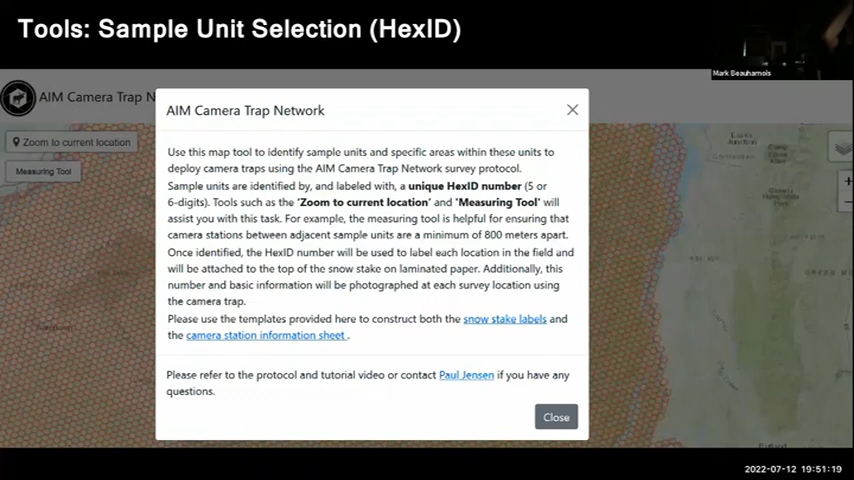 Tools: Sample Unit Selection (HexID)
Mark Beauharnois
AIM Camera Trap N
Zoom to current location
Measuring Tool
AIM Camera Trap Network
Use this map tool to identify sample units and specific areas within these units to
deploy camera traps using the AIM Camera Trap Network survey protocol.
Sample units are identified by, and labeled with, a unique HexID number (5 or
6-digits). Tools such as the 'Zoom to current location' and 'Measuring Tool' will
assist you with this task. For example, the measuring tool is helpful for ensuring that
camera stations between adjacent sample units are a minimum of 800 meters apart.
Once identified, the HexID number will be used to label each location in the field and
will be attached to the top of the snow stake on laminated paper. Additionally, this
number and basic information will be photographed at each survey location using
the camera trap.
Please use the templates provided here to construct both the snow stake labels and
the camera station information sheet .
Please refer to the protocol and tutorial video or contact Paul Jensen if you have any
questions.
Close
2022-07-12 19:51:19